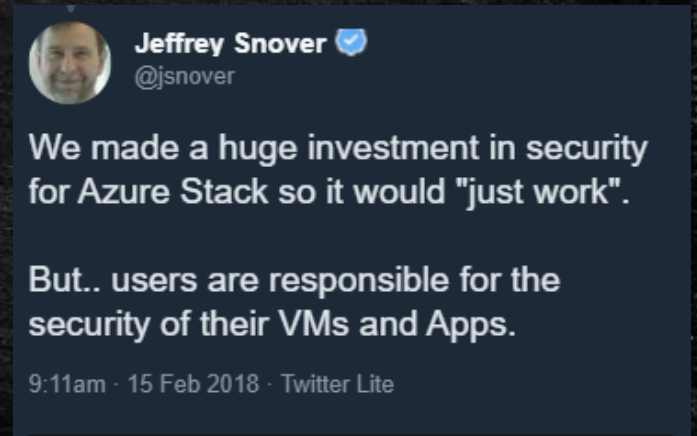 Jeffrey Snover
@jsnover
We made a huge investment in security
for Azure Stack so it would "just work".
But.. users are responsible for the
security of their VMs and Apps.
9:11am · 15 Feb 2018 · Twitter Lite